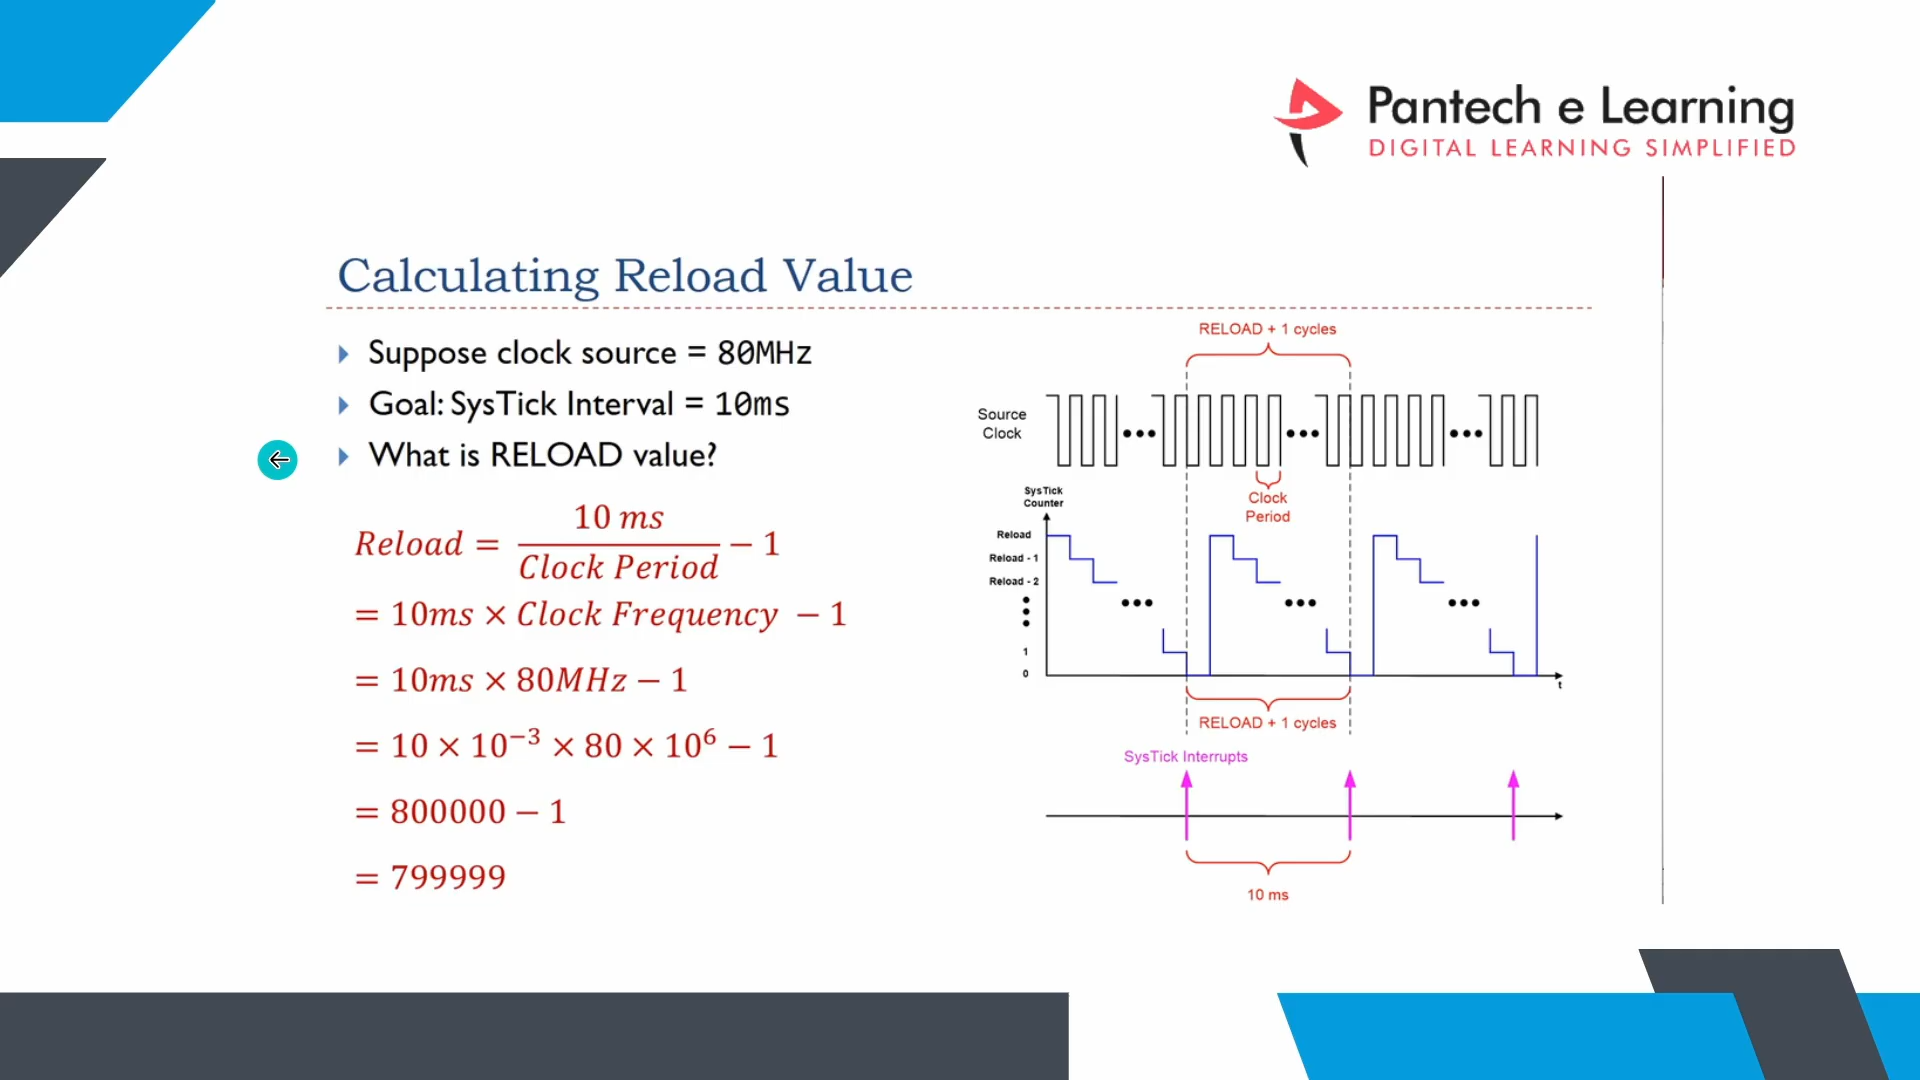 Pantech e Learning
DIGITAL LEARNING SIMPLIFIED
Calculating Reload Value
Suppose clock source = 80MHz
Goal: SysTick Interval = 10ms
What is RELOAD value?
Reload = 10 ms / Clock Period − 1
= 10ms × Clock Frequency − 1
= 10ms × 80MHz − 1
= 10 × 10⁻³ × 80 × 10⁶ − 1
= 800000 − 1
= 799999
RELOAD + 1 cycles
Source
Clock
Clock
Period
SysTick
Counter
Reload
Reload - 1
Reload - 2
1
0
t
RELOAD + 1 cycles
SysTick Interrupts
10 ms